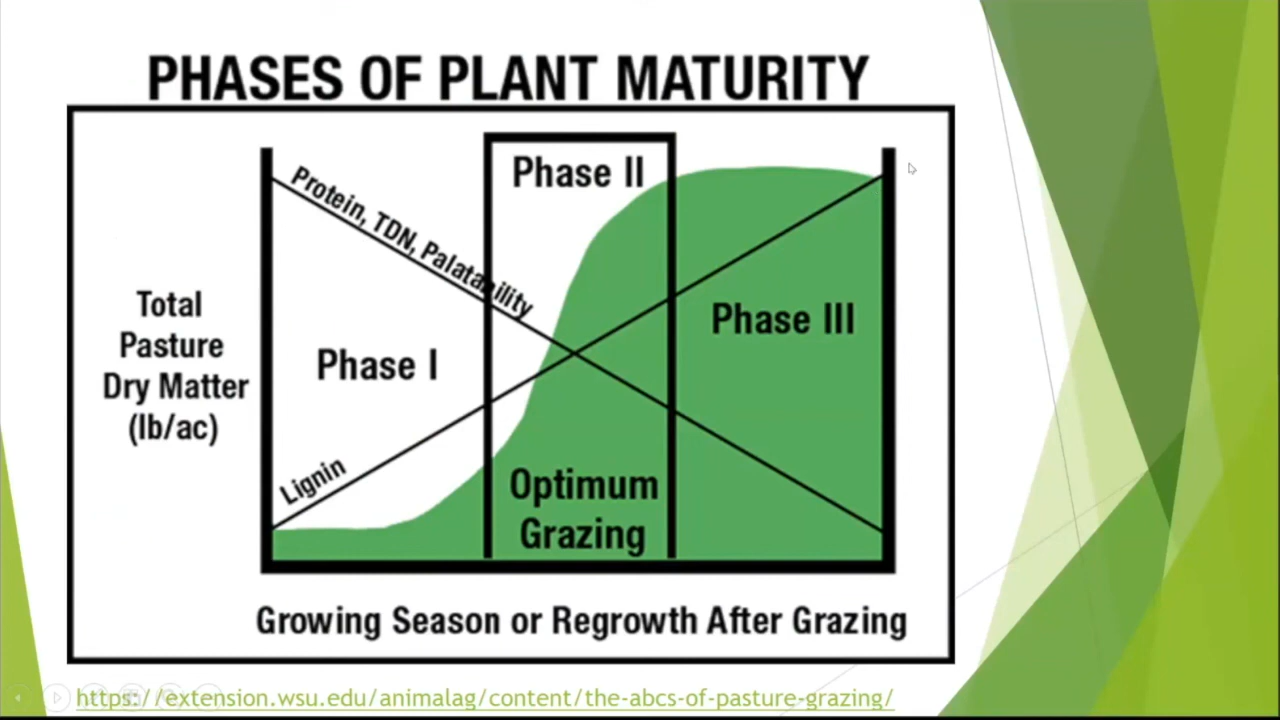 PHASES OF PLANT MATURITY
Protein, TDN, Palatability
Phase II
Total
Pasture
Dry Matter
(lb/ac)
Phase I
Phase III
Lignin
Optimum
Grazing
Growing Season or Regrowth After Grazing
https://extension.wsu.edu/animalag/content/the-abcs-of-pasture-grazing/